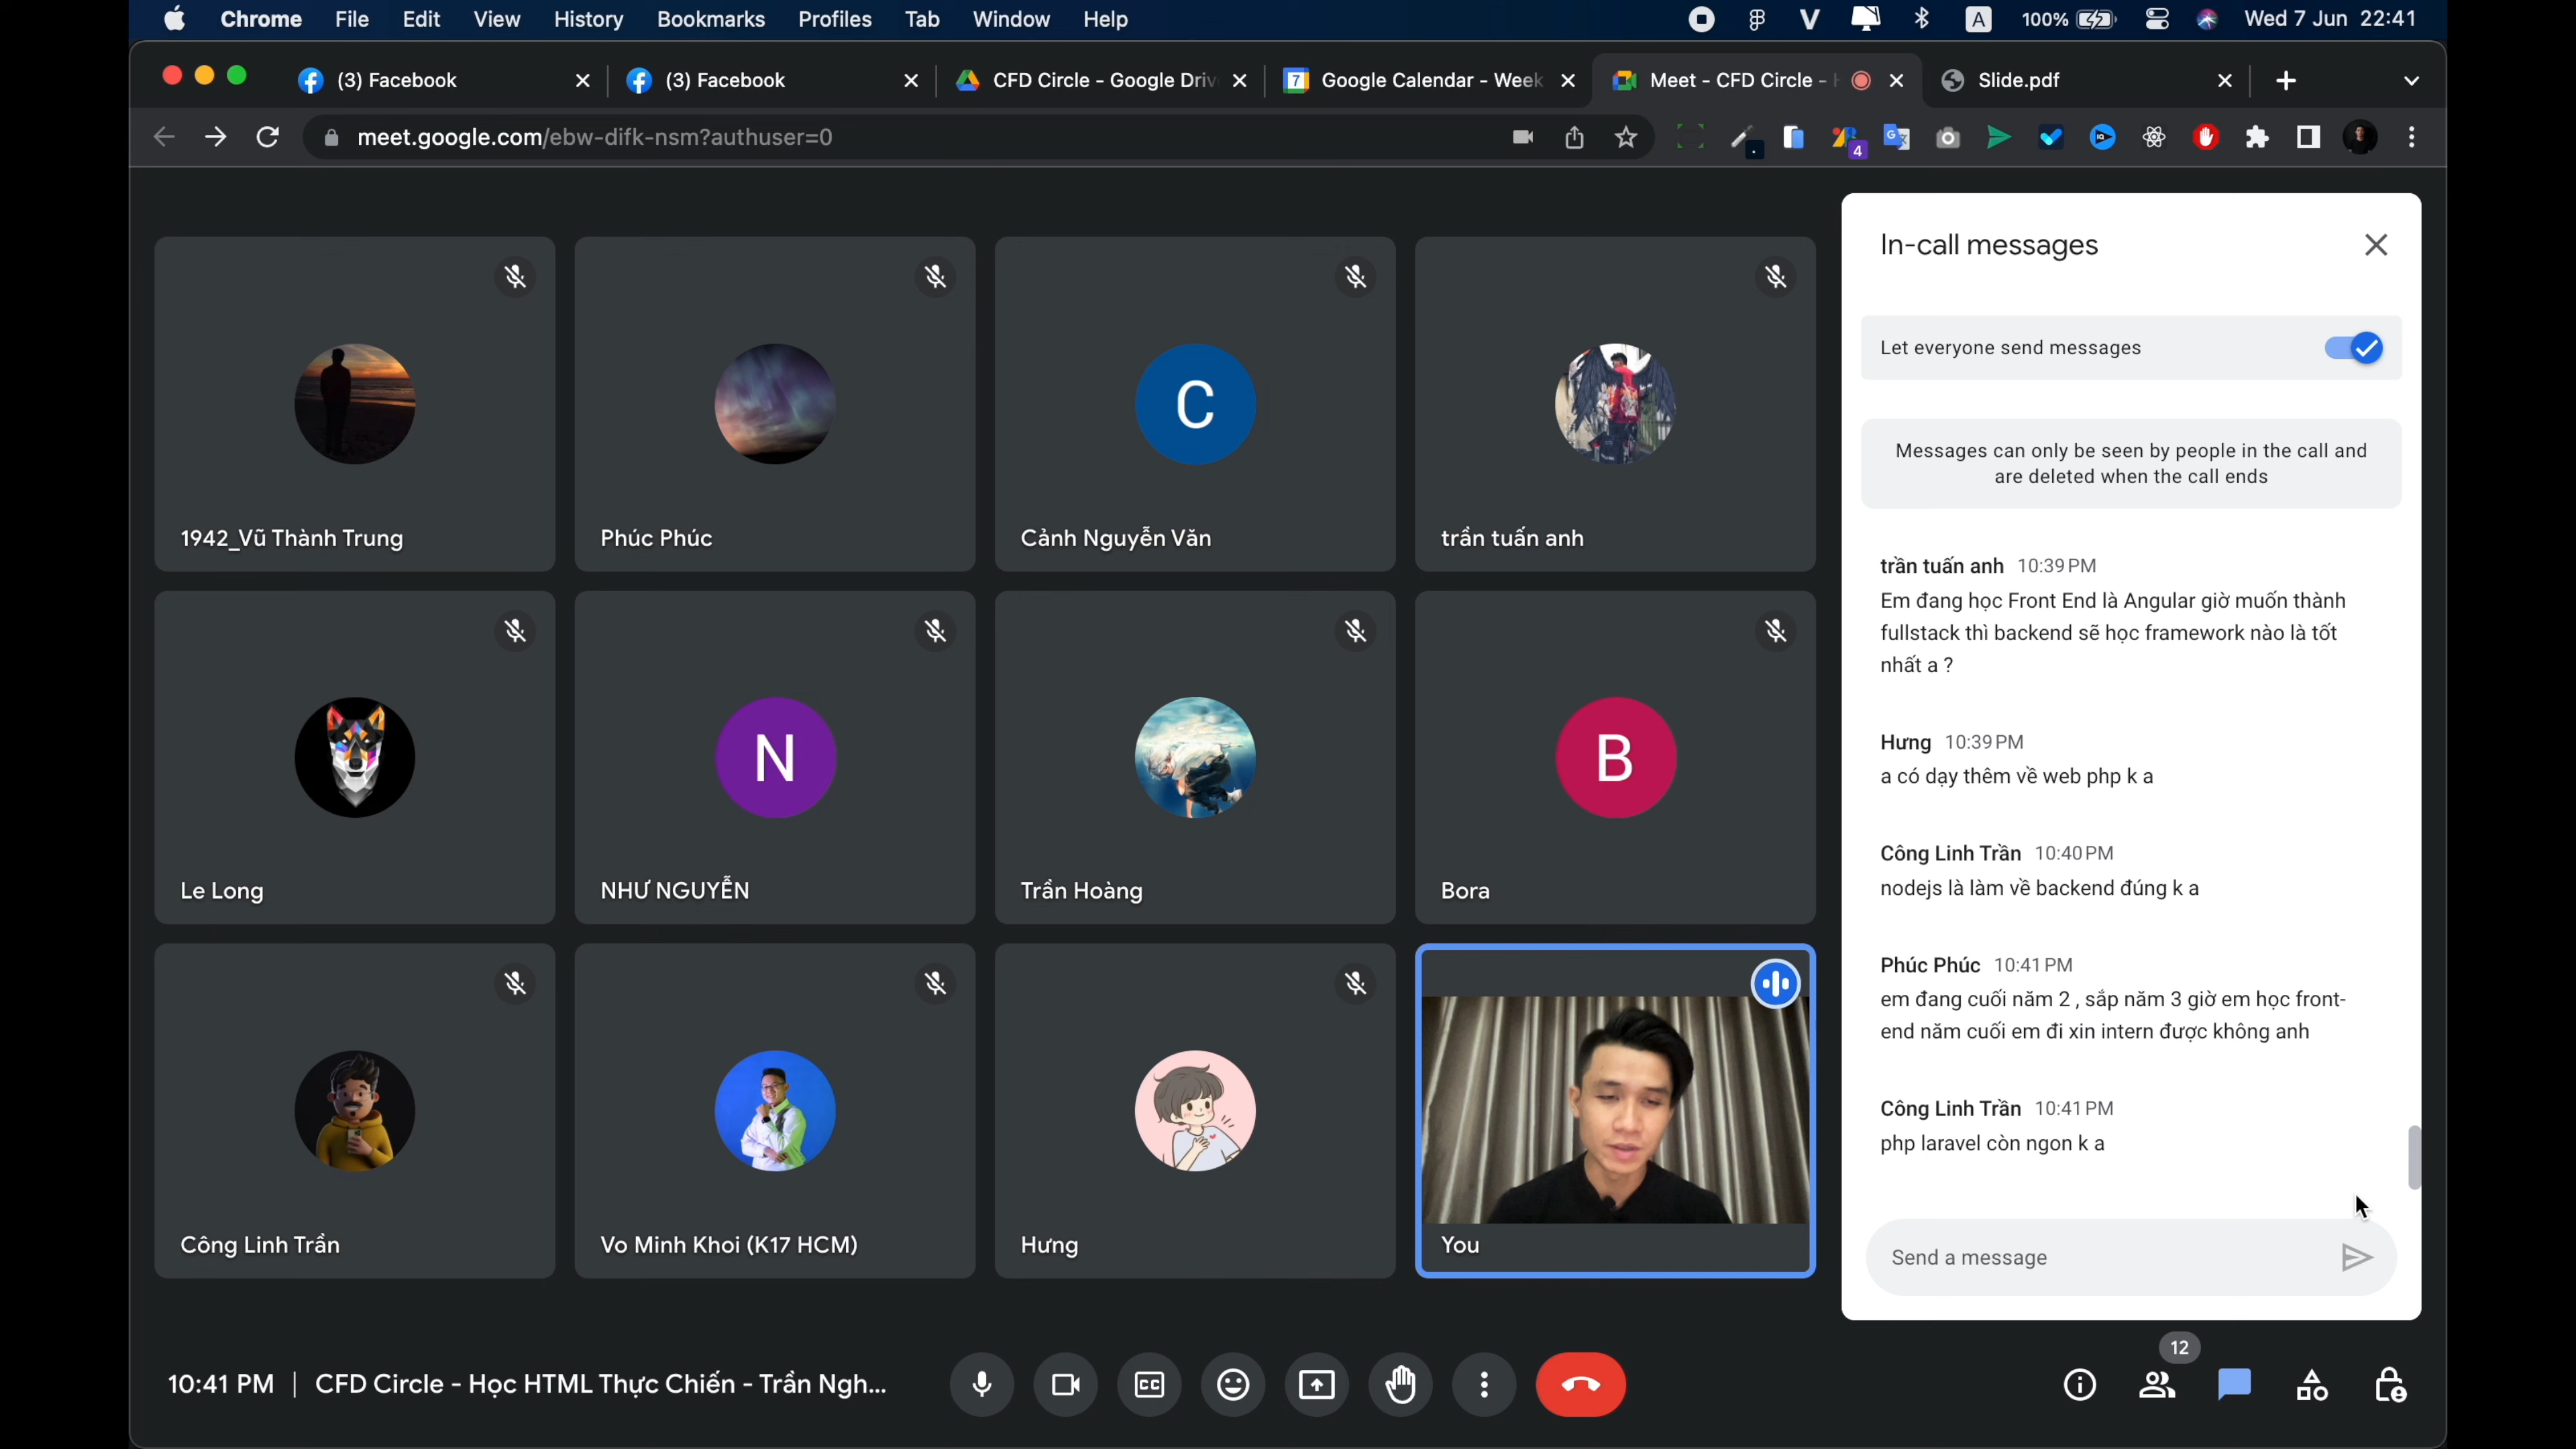 Chrome File Edit View History Bookmarks Profiles Tab Window Help A 100% Wed 7 Jun 22:41
(3) Facebook (3) Facebook CFD Circle - Google Driv 7 Google Calendar - Week Meet - CFD Circle - Slide.pdf
meet.google.com/ebw-difk-nsm?authuser=0 4
1942_Vũ Thành Trung
Phúc Phúc
C
Cảnh Nguyễn Văn
trần tuấn anh
Le Long
N
NHƯ NGUYỄN
Trần Hoàng
B
Bora
Công Linh Trần
Vo Minh Khoi (K17 HCM)
Hưng
You
In-call messages
Let everyone send messages
Messages can only be seen by people in the call and
are deleted when the call ends
trần tuấn anh 10:39 PM
Em đang học Front End là Angular giờ muốn thành
fullstack thì backend sẽ học framework nào là tốt
nhất a ?
Hưng 10:39 PM
a có dạy thêm về web php k a
Công Linh Trần 10:40 PM
nodejs là làm về backend đúng k a
Phúc Phúc 10:41 PM
em đang cuối năm 2 , sắp năm 3 giờ em học front-
end năm cuối em đi xin intern được không anh
Công Linh Trần 10:41 PM
php laravel còn ngon k a
Send a message
10:41 PM | CFD Circle - Học HTML Thực Chiến - Trần Ngh... CC 12